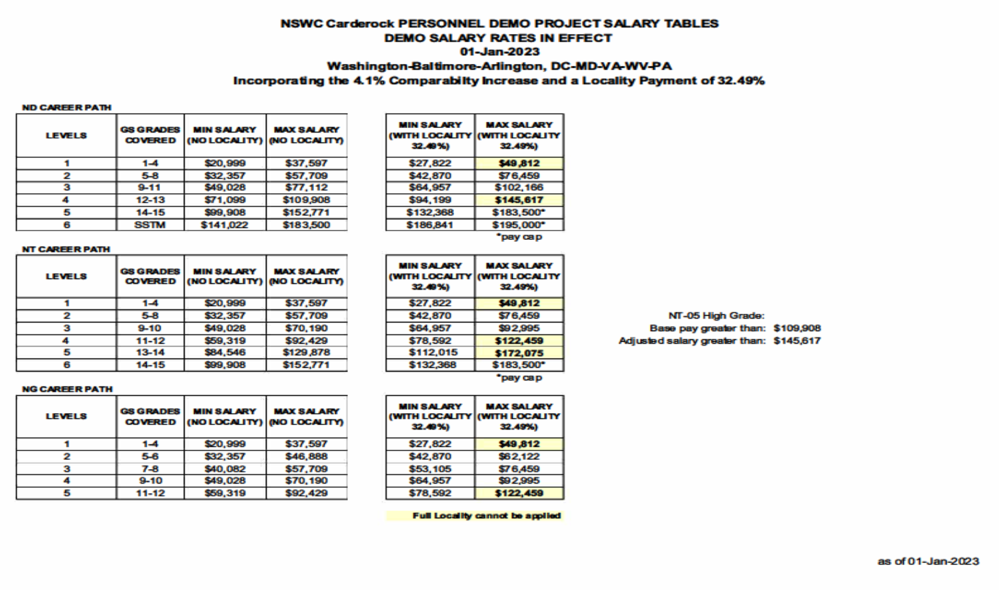 NSWC Carderock PERSONNEL DEMO PROJECT SALARY TABLES
DEMO SALARY RATES IN EFFECT
01-Jan-2023
Washington-Baltimore-Arlington, DC-MD-VA-WV-PA
Incorporating the 4.1% Comparabilty Increase and a Locality Payment of 32.49%
ND CAREER PATH
LEVELS GS GRADES COVERED MIN SALARY (NO LOCALITY) MAX SALARY (NO LOCALITY) MIN SALARY (WITH LOCALITY 32.49%) MAX SALARY (WITH LOCALITY 32.49%)
1 1-4 $20,999 $37,597 $27,822 $49,812
2 5-8 $32,357 $57,709 $42,870 $76,459
3 9-11 $49,028 $77,112 $64,957 $102,166
4 12-13 $71,099 $109,908 $94,199 $145,617
5 14-15 $99,908 $152,771 $132,368 $183,500*
6 SSTM $141,022 $183,500 $186,841 $195,000*
*pay cap
NT CAREER PATH
LEVELS GS GRADES COVERED MIN SALARY (NO LOCALITY) MAX SALARY (NO LOCALITY) MIN SALARY (WITH LOCALITY 32.49%) MAX SALARY (WITH LOCALITY 32.49%)
1 1-4 $20,999 $37,597 $27,822 $49,812
2 5-8 $32,357 $57,709 $42,870 $76,459 NT-05 High Grade:
3 9-10 $49,028 $70,190 $64,957 $92,995 Base pay greater than: $109,908
4 11-12 $59,319 $92,429 $78,592 $122,459 Adjusted salary greater than: $145,617
5 13-14 $84,546 $129,878 $112,015 $172,075
6 14-15 $99,908 $152,771 $132,368 $183,500*
*pay cap
NG CAREER PATH
LEVELS GS GRADES COVERED MIN SALARY (NO LOCALITY) MAX SALARY (NO LOCALITY) MIN SALARY (WITH LOCALITY 32.49%) MAX SALARY (WITH LOCALITY 32.49%)
1 1-4 $20,999 $37,597 $27,822 $49,812
2 5-6 $32,357 $46,888 $42,870 $62,122
3 7-8 $40,082 $57,709 $53,105 $76,459
4 9-10 $49,028 $70,190 $64,957 $92,995
5 11-12 $59,319 $92,429 $78,592 $122,459
Full Locality cannot be applied
as of 01-Jan-2023